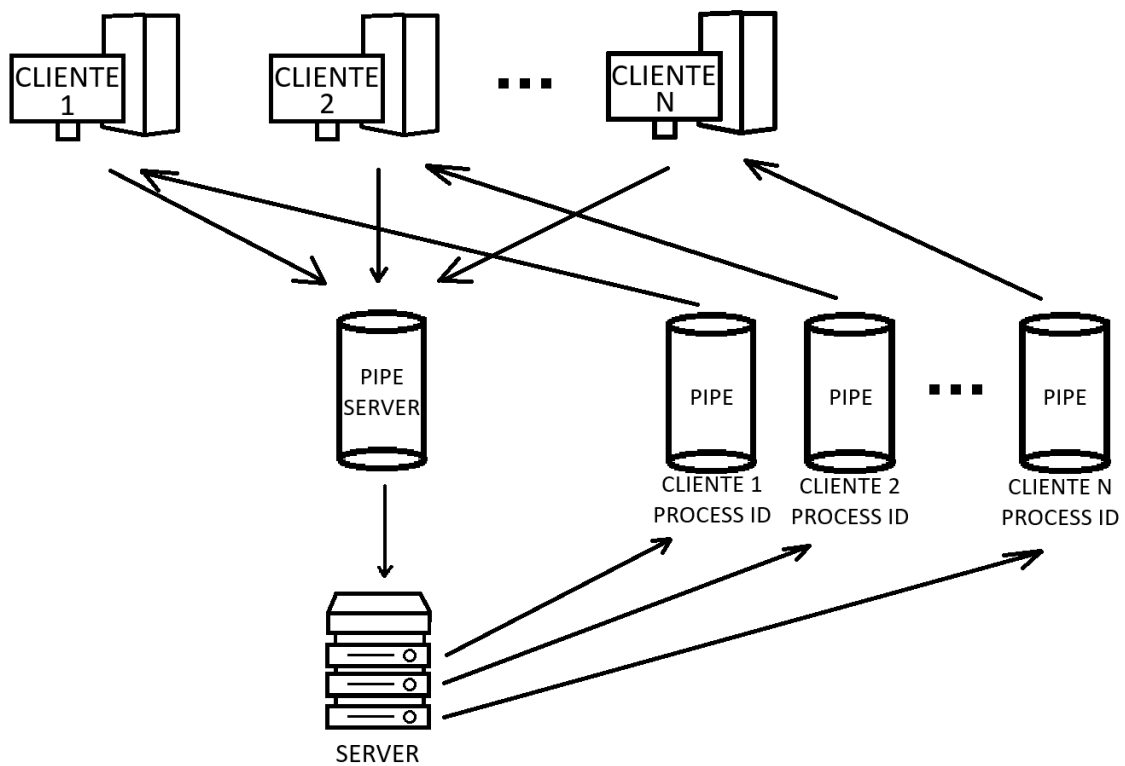 CLIENTE
1
CLIENTE
2
CLIENTE
N
PIPE
SERVER
PIPE
PIPE
PIPE
CLIENTE 1
PROCESS ID
CLIENTE 2
PROCESS ID
CLIENTE N
PROCESS ID
SERVER